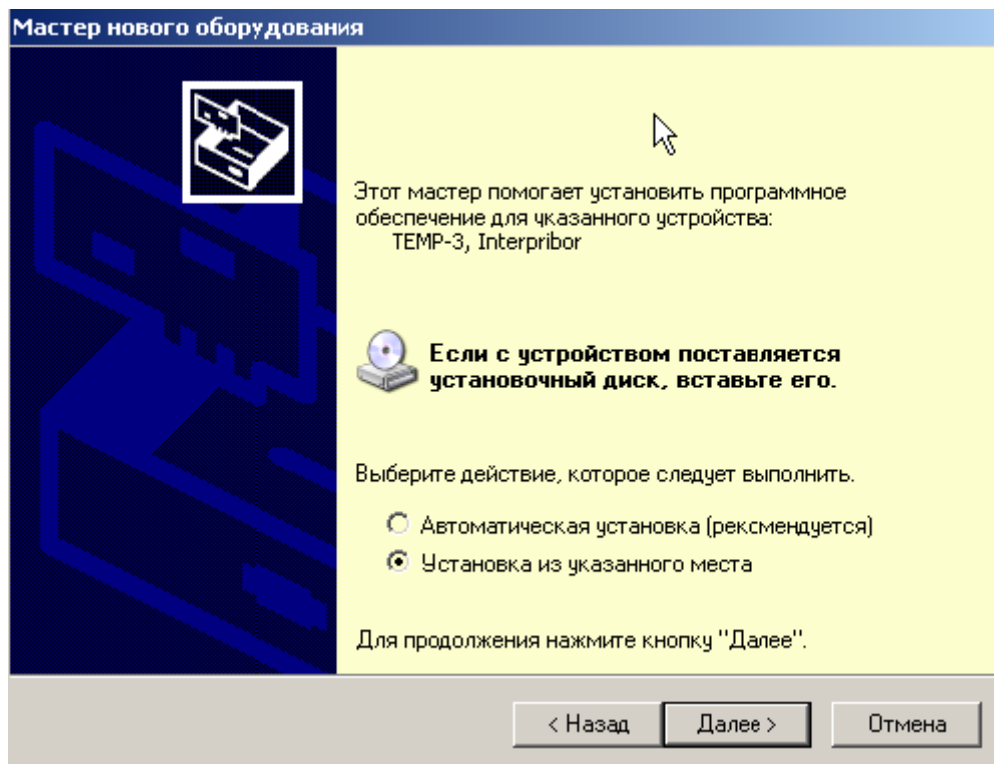 Мастер нового оборудования
Этот мастер помогает установить программное
обеспечение для указанного устройства:
TEMP-3, Interpribor
Если с устройством поставляется
установочный диск, вставьте его.
Выберите действие, которое следует выполнить.
Автоматическая установка (рексмендуется)
Установка из указанного места
Для продолжения нажмите кнопку "Далее".
< Назад
Далее >
Отмена